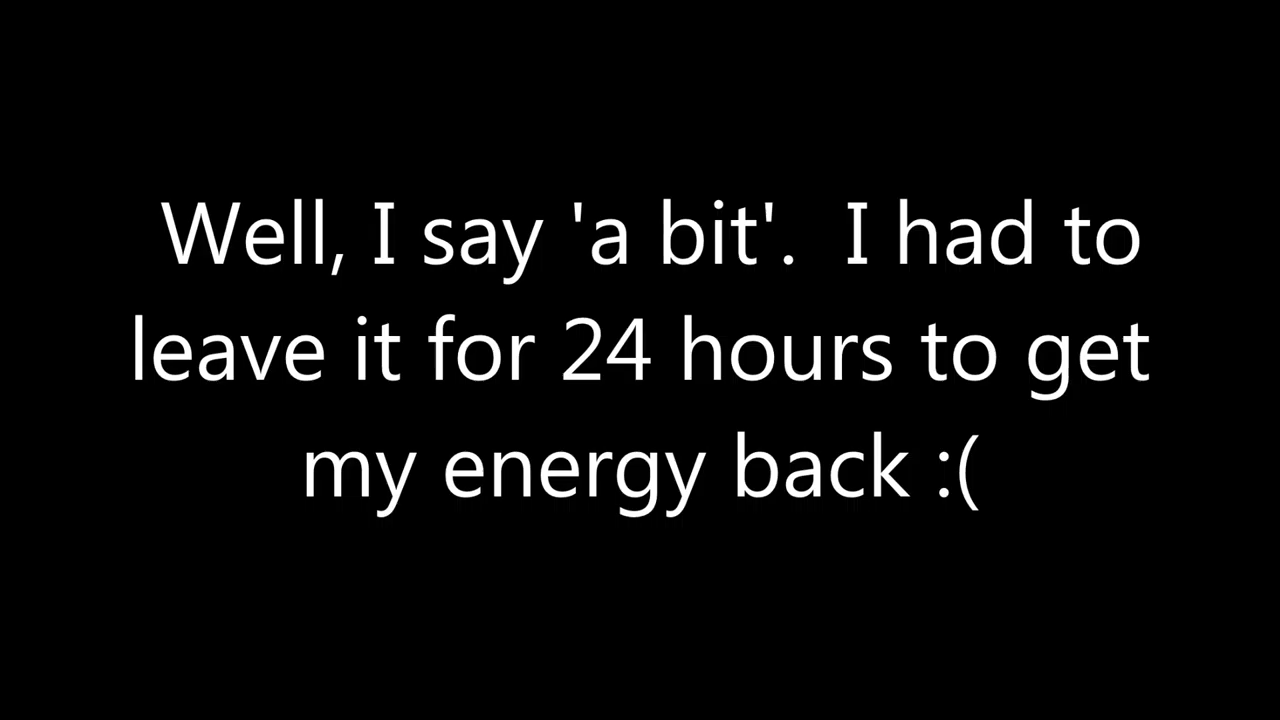 Well, I say 'a bit'.  I had to
leave it for 24 hours to get
my energy back :(